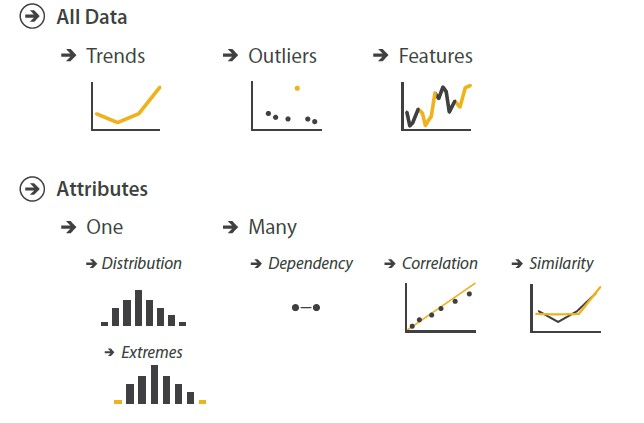 All Data
Trends
Outliers
Features
Attributes
One
Many
Distribution
Dependency
Correlation
Similarity
Extremes